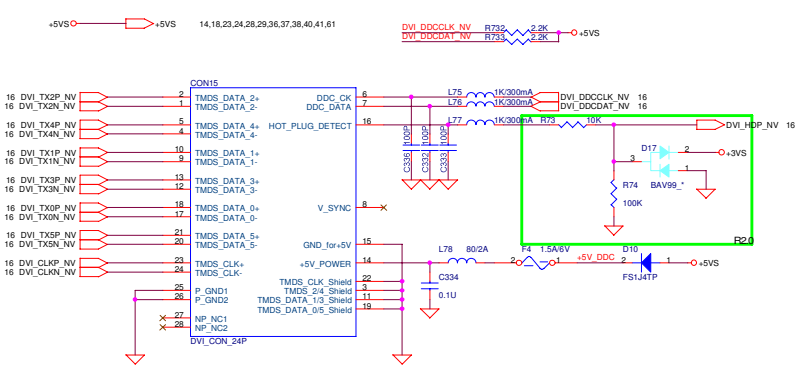 +5VS +5VS 14,18,23,24,28,29,36,37,38,40,41,61
DVI_DDCCLK_NV R732 2.2K
DVI_DDCDAT_NV R733 2.2K
+5VS
CON15
16 DVI_TX2P_NV 2 TMDS_DATA_2+ DDC_CK 6 L75 1K/300mA DVI_DDCCLK_NV 16
16 DVI_TX2N_NV 1 TMDS_DATA_2- DDC_DATA 7 L76 1K/300mA DVI_DDCDAT_NV 16
16 DVI_TX4P_NV 5 TMDS_DATA_4+ HOT_PLUG_DETECT 16 L77 1K/300mA R73 10K DVI_HDP_NV 16
16 DVI_TX4N_NV 4 TMDS_DATA_4-
C336 100P C332 100P C333 100P
16 DVI_TX1P_NV 10 TMDS_DATA_1+
16 DVI_TX1N_NV 9 TMDS_DATA_1-
D17 2 +3VS
3 1
BAV99_*
16 DVI_TX3P_NV 13 TMDS_DATA_3+
16 DVI_TX3N_NV 12 TMDS_DATA_3-
R74
100K
16 DVI_TX0P_NV 18 TMDS_DATA_0+ V_SYNC 8
16 DVI_TX0N_NV 17 TMDS_DATA_0-
16 DVI_TX5P_NV 21 TMDS_DATA_5+
16 DVI_TX5N_NV 20 TMDS_DATA_5- GND_for+5V 15
R2.0
L78 80/2A F4 1.5A/6V D10
16 DVI_CLKP_NV 23 TMDS_CLK+ +5V_POWER 14 2 1 +5V_DDC 2 1 +5VS
16 DVI_CLKN_NV 24 TMDS_CLK-
FS1J4TP
C334
0.1U
TMDS_CLK_Shield 22
25 P_GND1 TMDS_2/4_Shield 3
26 P_GND2 TMDS_DATA_1/3_Shield 11
TMDS_DATA_0/5_Shield 19
27 NP_NC1
28 NP_NC2
DVI_CON_24P